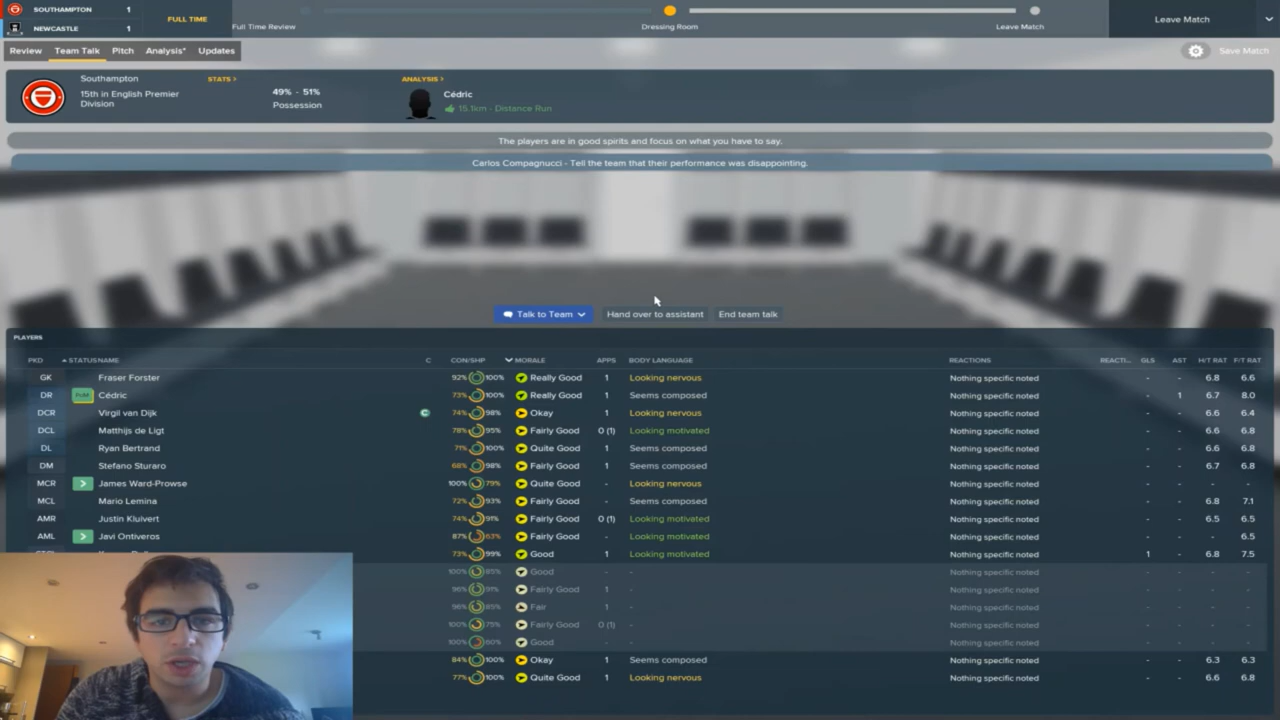 SOUTHAMPTON 1
NEWCASTLE 1
FULL TIME
Full Time Review
Dressing Room
Leave Match
Leave Match
Review Team Talk Pitch Analysis* Updates
Save Match
Southampton
15th in English Premier
Division
STATS >
49% - 51%
Possession
ANALYSIS >
Cédric
15.1km - Distance Run
The players are in good spirits and focus on what you have to say.
Carlos Compagnucci - Tell the team that their performance was disappointing.
Talk to Team Hand over to assistant End team talk
PLAYERS
PKD STATUS NAME C CON/SHP MORALE APPS BODY LANGUAGE REACTIONS REACTI... GLS AST H/T RAT F/T RAT
GK Fraser Forster 92% 100% Really Good 1 Looking nervous Nothing specific noted - - 6.8 6.6
DR PoM Cédric 73% 100% Really Good 1 Seems composed Nothing specific noted - 1 6.7 8.0
DCR Virgil van Dijk C 74% 98% Okay 1 Looking nervous Nothing specific noted - - 6.6 6.4
DCL Matthijs de Ligt 78% 95% Fairly Good 0 (1) Looking motivated Nothing specific noted - - 6.6 6.8
DL Ryan Bertrand 71% 100% Quite Good 1 Seems composed Nothing specific noted - - 6.6 6.8
DM Stefano Sturaro 68% 98% Fairly Good 1 Seems composed Nothing specific noted - - 6.7 6.8
MCR James Ward-Prowse 100% 79% Quite Good - Looking nervous Nothing specific noted - - - -
MCL Mario Lemina 72% 93% Fairly Good - Seems composed Nothing specific noted - - 6.8 7.1
AMR Justin Kluivert 74% 91% Fairly Good 0 (1) Looking motivated Nothing specific noted - - 6.5 6.5
AML Javi Ontiveros 87% 63% Fairly Good - Looking motivated Nothing specific noted - - - 6.5
73% 99% Good 1 Looking motivated Nothing specific noted 1 - 6.8 7.5
100% 85% Good - - Nothing specific noted - - - -
96% 91% Fairly Good 1 - Nothing specific noted - - - -
96% 85% Fair 1 - Nothing specific noted - - - -
100% 75% Fairly Good 0 (1) - Nothing specific noted - - - -
100% 60% Good - - Nothing specific noted - - - -
84% 100% Okay 1 Seems composed Nothing specific noted - - 6.3 6.3
77% 100% Quite Good 1 Looking nervous Nothing specific noted - - 6.6 6.8